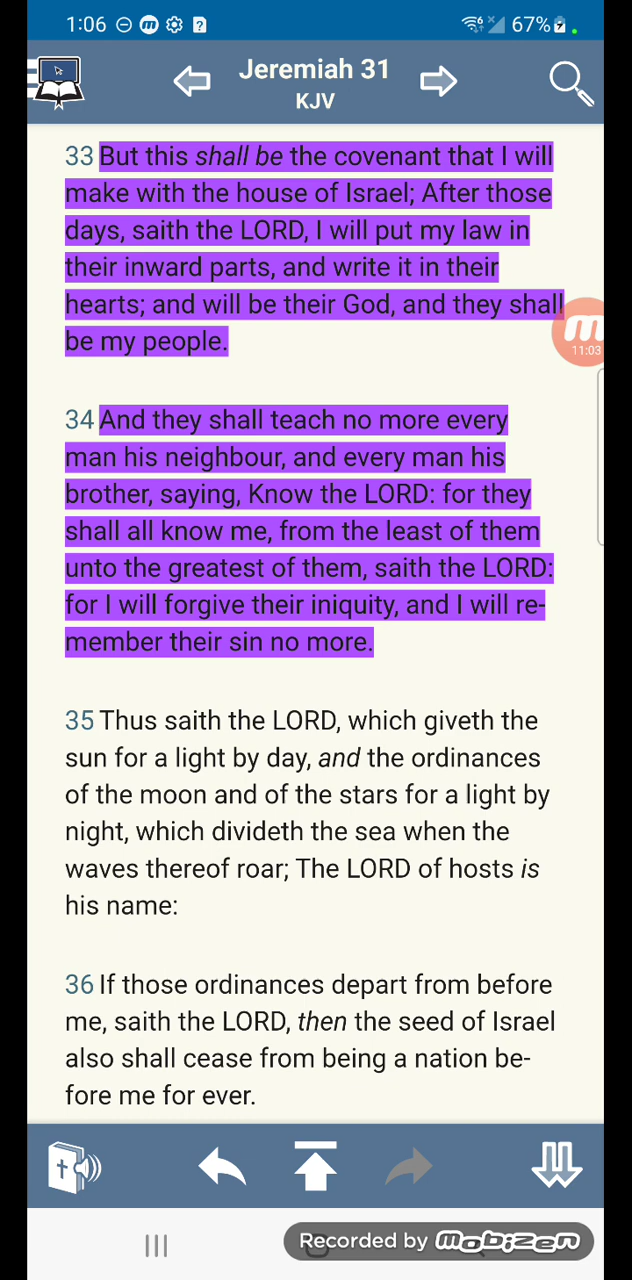 1:06 67%
Jeremiah 31
KJV
33 But this shall be the covenant that I will
make with the house of Israel; After those
days, saith the LORD, I will put my law in
their inward parts, and write it in their
hearts; and will be their God, and they shall
be my people.
m
11:03
34 And they shall teach no more every
man his neighbour, and every man his
brother, saying, Know the LORD: for they
shall all know me, from the least of them
unto the greatest of them, saith the LORD:
for I will forgive their iniquity, and I will re-
member their sin no more.
35 Thus saith the LORD, which giveth the
sun for a light by day, and the ordinances
of the moon and of the stars for a light by
night, which divideth the sea when the
waves thereof roar; The LORD of hosts is
his name:
36 If those ordinances depart from before
me, saith the LORD, then the seed of Israel
also shall cease from being a nation be-
fore me for ever.
Recorded by mobizen